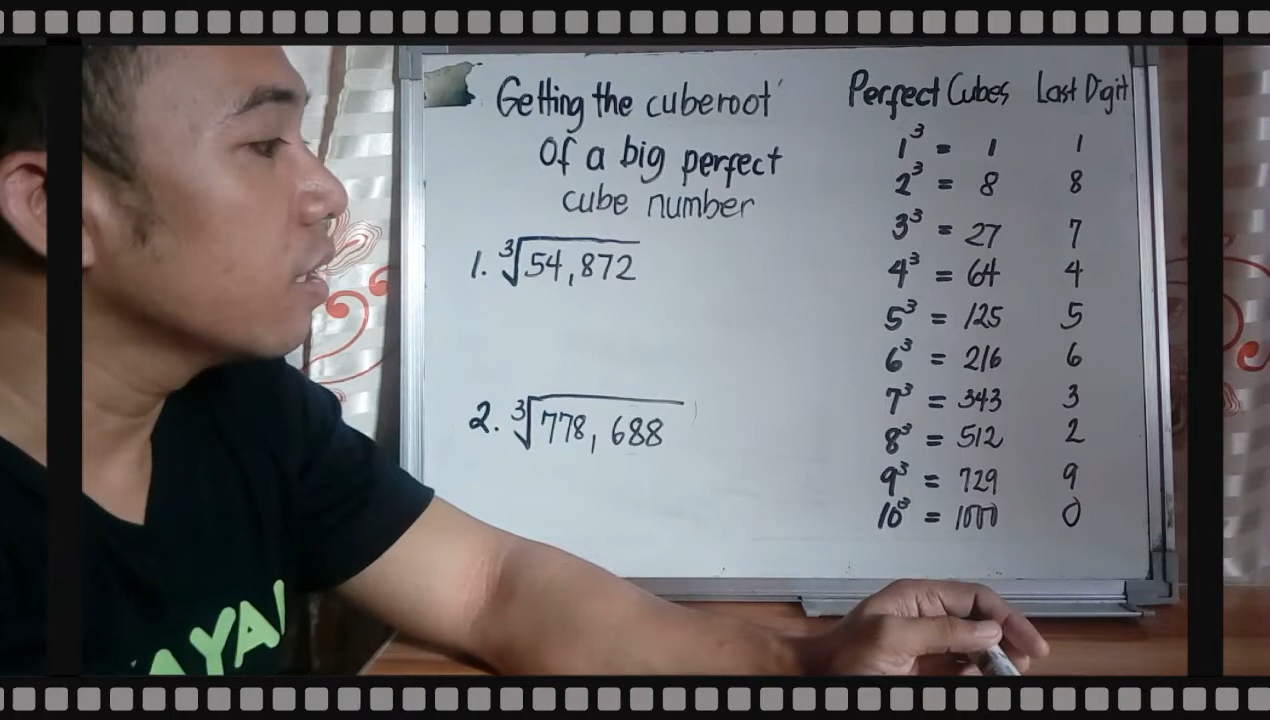 Getting the cuberoot
Of a big perfect
cube number
1. ³√54,872
2. ³√778,688
Perfect Cubes Last Digit
1³ = 1 1
2³ = 8 8
3³ = 27 7
4³ = 64 4
5³ = 125 5
6³ = 216 6
7³ = 343 3
8³ = 512 2
9³ = 729 9
10³ = 1000 0
AYA!